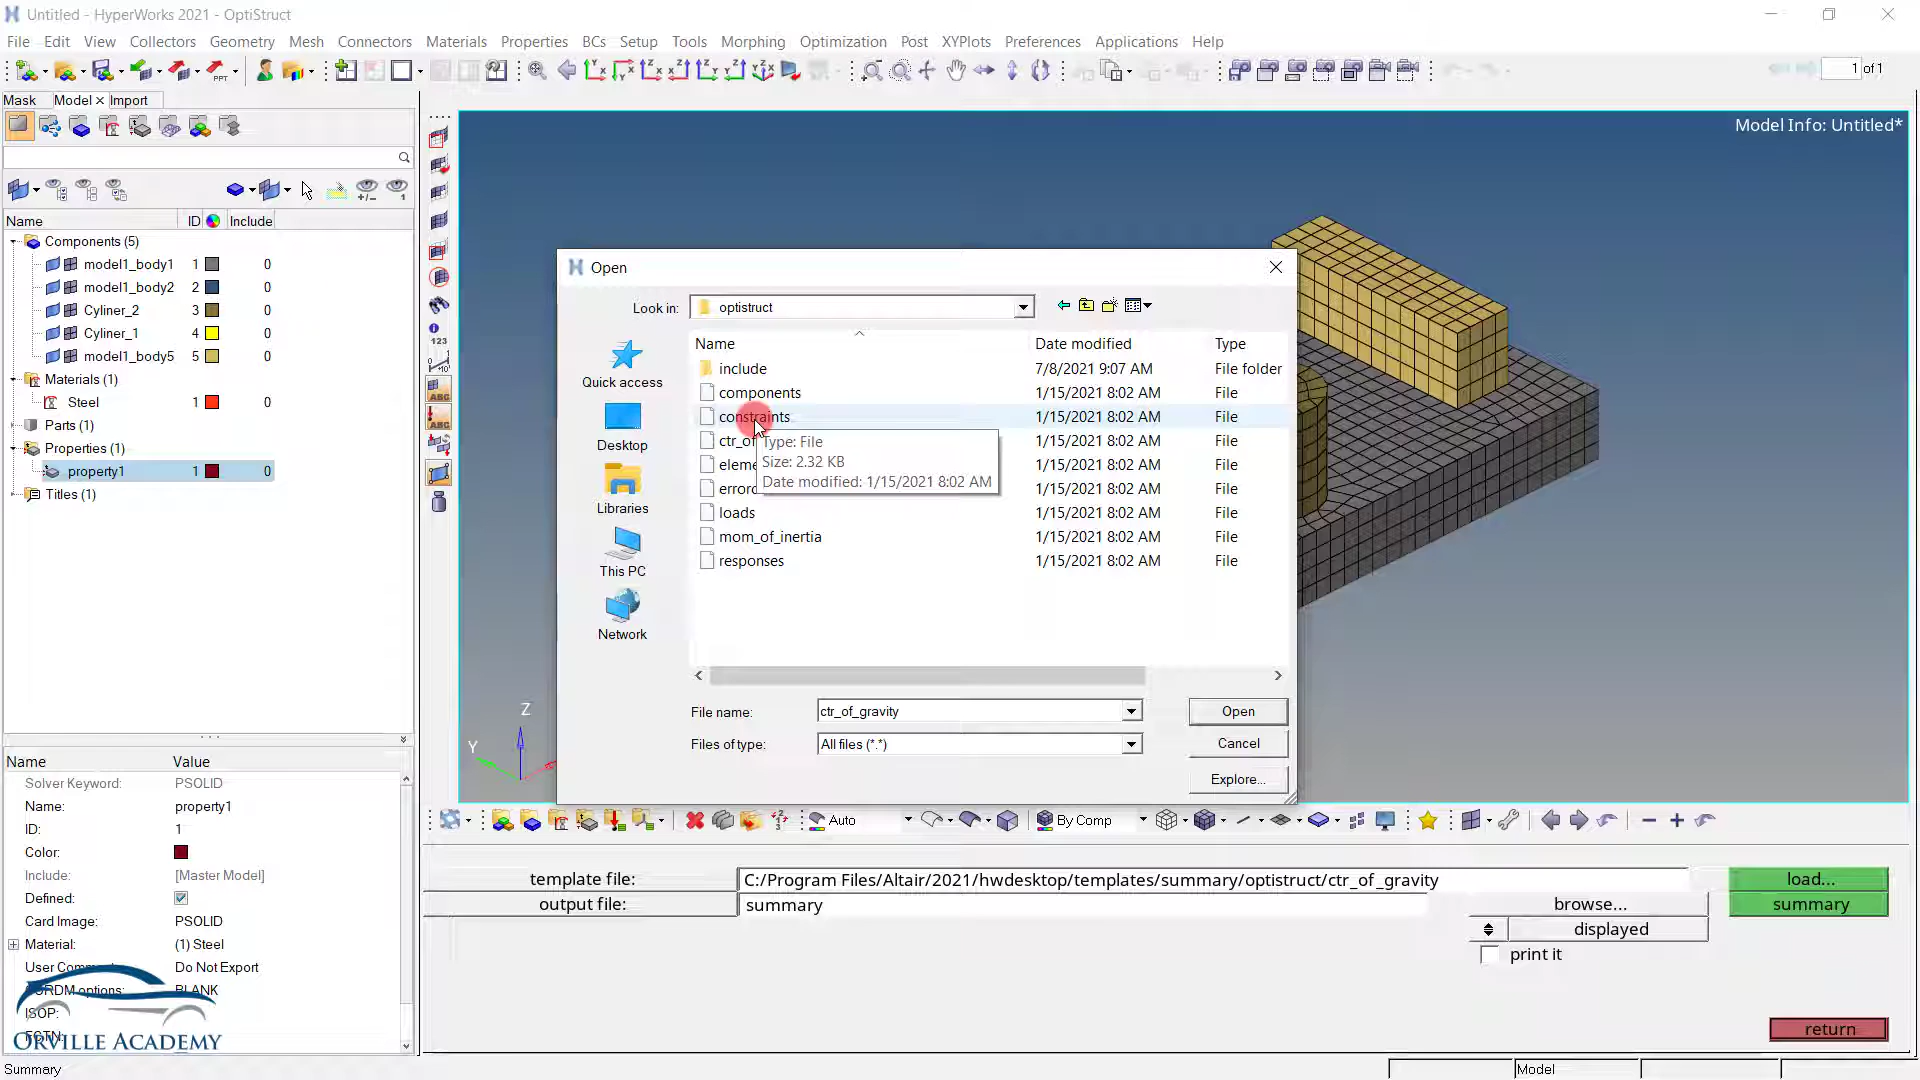 Untitled - HyperWorks 2021 - OptiStruct
File Edit View Collectors Geometry Mesh Connectors Materials Properties BCs Setup Tools Morphing Optimization Post XYPlots Preferences Applications Help
1 of 1
Mask Model Import
Model Info: Untitled*
Name ID Include
Components (5)
model1_body1 1 0
model1_body2 2 0
Cyliner_2 3 0
Cyliner_1 4 0
model1_body5 5 0
Materials (1)
Steel 1 0
Parts (1)
Properties (1)
property1 1 0
Titles (1)
Open
Look in: optistruct
Name Date modified Type
include 7/8/2021 9:07 AM File folder
components 1/15/2021 8:02 AM File
constraints 1/15/2021 8:02 AM File
ctr_of 1/15/2021 8:02 AM File
eleme 1/15/2021 8:02 AM File
errorc 1/15/2021 8:02 AM File
loads 1/15/2021 8:02 AM File
mom_of_inertia 1/15/2021 8:02 AM File
responses 1/15/2021 8:02 AM File
Type: File
Size: 2.32 KB
Date modified: 1/15/2021 8:02 AM
Quick access
Desktop
Libraries
This PC
Network
File name: ctr_of_gravity Open
Files of type: All files (*.*) Cancel
Explore...
Z
Y
Name Value
Solver Keyword: PSOLID
Name: property1
ID: 1
Color:
Include: [Master Model]
Defined:
Card Image: PSOLID
Material: (1) Steel
User Comme Do Not Export
CORDM options: BLANK
ISOP:
FCTN:
ORVILLE ACADEMY
Auto By Comp
template file: C:/Program Files/Altair/2021/hwdesktop/templates/summary/optistruct/ctr_of_gravity load...
output file: summary browse... summary
displayed
print it
return
Summary Model